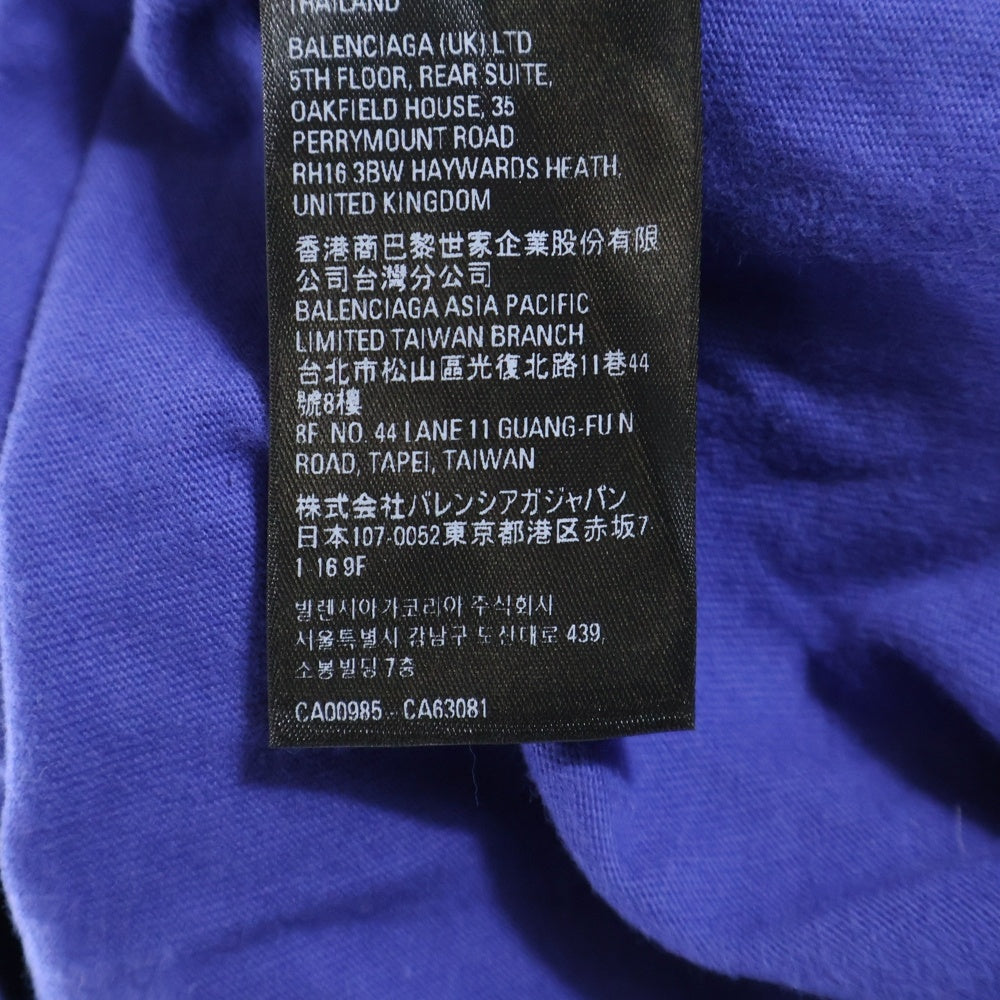 THAILAND
BALENCIAGA (UK) LTD
5TH FLOOR, REAR SUITE,
OAKFIELD HOUSE, 35
PERRYMOUNT ROAD
RH16 3BW HAYWARDS HEATH,
UNITED KINGDOM
香港商巴黎世家企業股份有限
公司台灣分公司
BALENCIAGA ASIA PACIFIC
LIMITED TAIWAN BRANCH
台北市松山區光復北路11巷44
號8樓
8F. NO. 44 LANE 11 GUANG-FU N
ROAD, TAPEI, TAIWAN
株式会社バレンシアガジャパン
日本107-0052東京都港区赤坂7
1 16 9F
발렌시아가코리아 주식회사
서울특별시 강남구 도산대로 439,
소봉빌딩 7층
CA00985 - CA63081